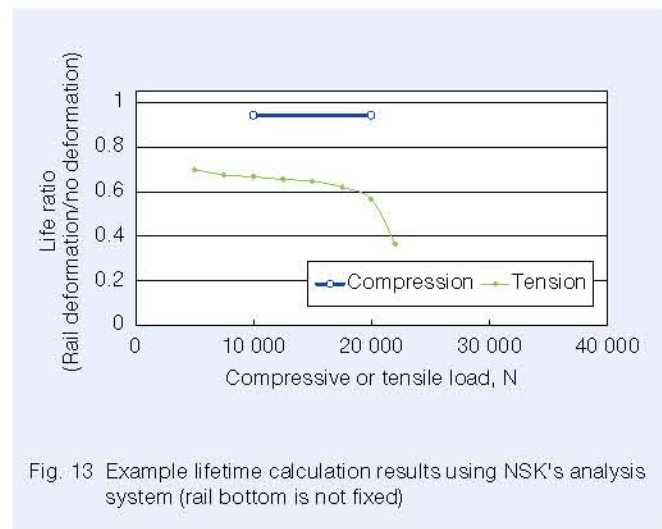 Life ratio
(Rail deformation/no deformation)
1
0.8
0.6
0.4
0.2
0
Compression Tension
0 10 000 20 000 30 000 40 000
Compressive or tensile load, N
Fig. 13 Example lifetime calculation results using NSK's analysis
system (rail bottom is not fixed)